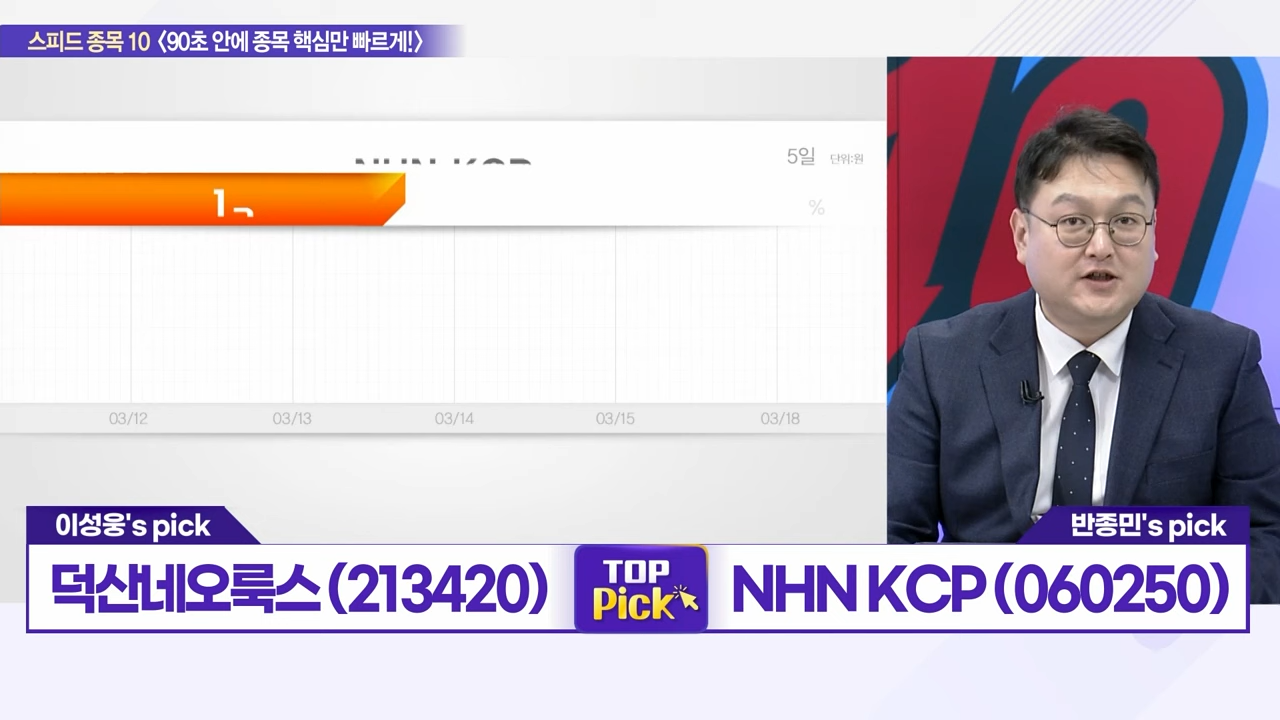 스피드 종목 10 〈90초 안에 종목 핵심만 빠르게!〉
NHN KCP
5일 단위:원
%
03/12 03/13 03/14 03/15 03/18
이성웅's pick
반종민's pick
덕산네오룩스 (213420)
TOP
Pick
NHN KCP (060250)